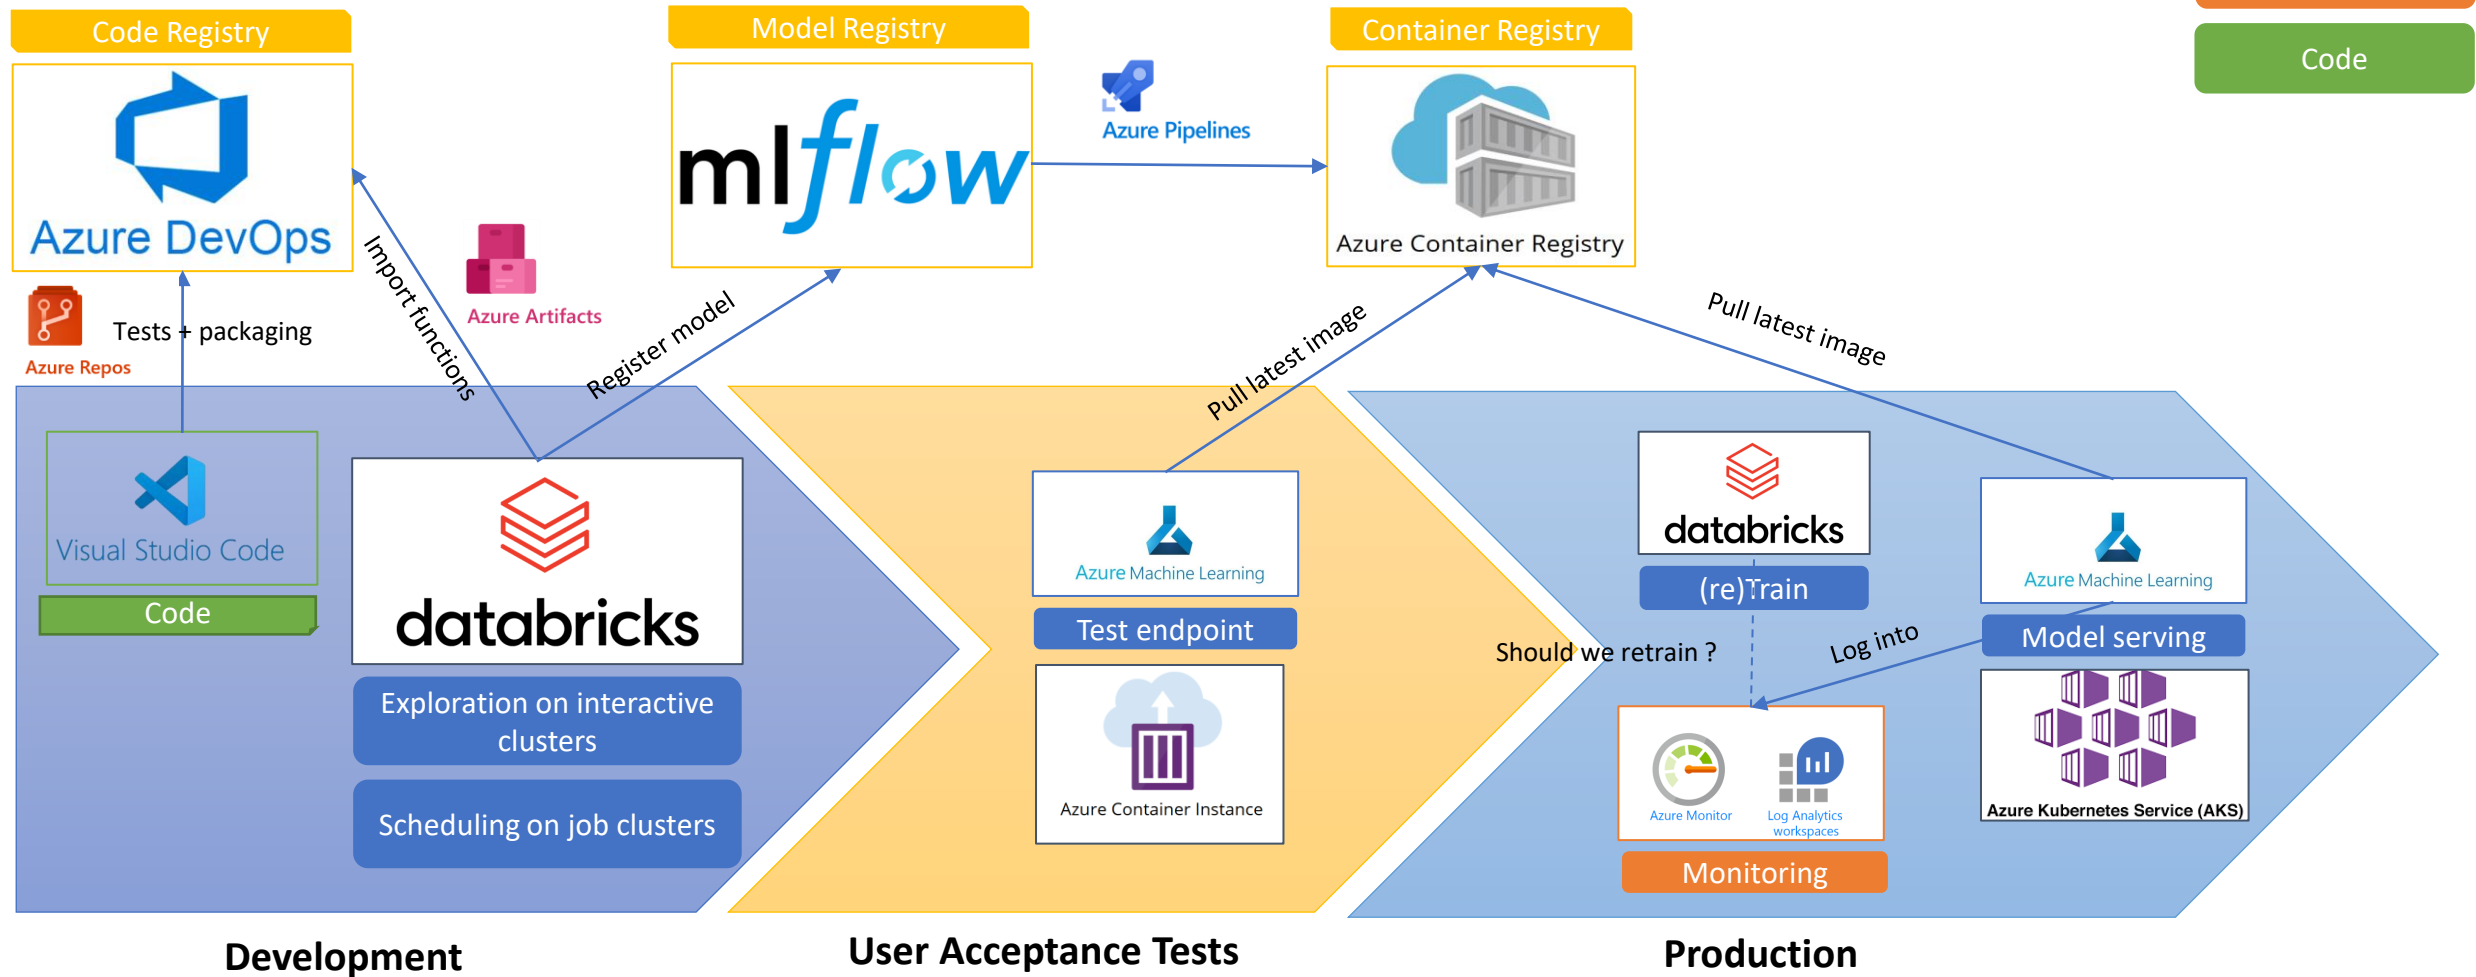 Code Registry
Model Registry
Container Registry
Code
Azure DevOps
mlflow
Azure Pipelines
Azure Container Registry
Azure Repos
Tests + packaging
Import functions
Azure Artifacts
Register model
Pull latest image
Pull latest image
Visual Studio Code
Code
databricks
Exploration on interactive
clusters
Scheduling on job clusters
Azure Machine Learning
Test endpoint
Azure Container Instance
databricks
(re)Train
Should we retrain ?
Log into
Azure Machine Learning
Model serving
Azure Kubernetes Service (AKS)
Azure Monitor
Log Analytics
workspaces
Monitoring
Development
User Acceptance Tests
Production